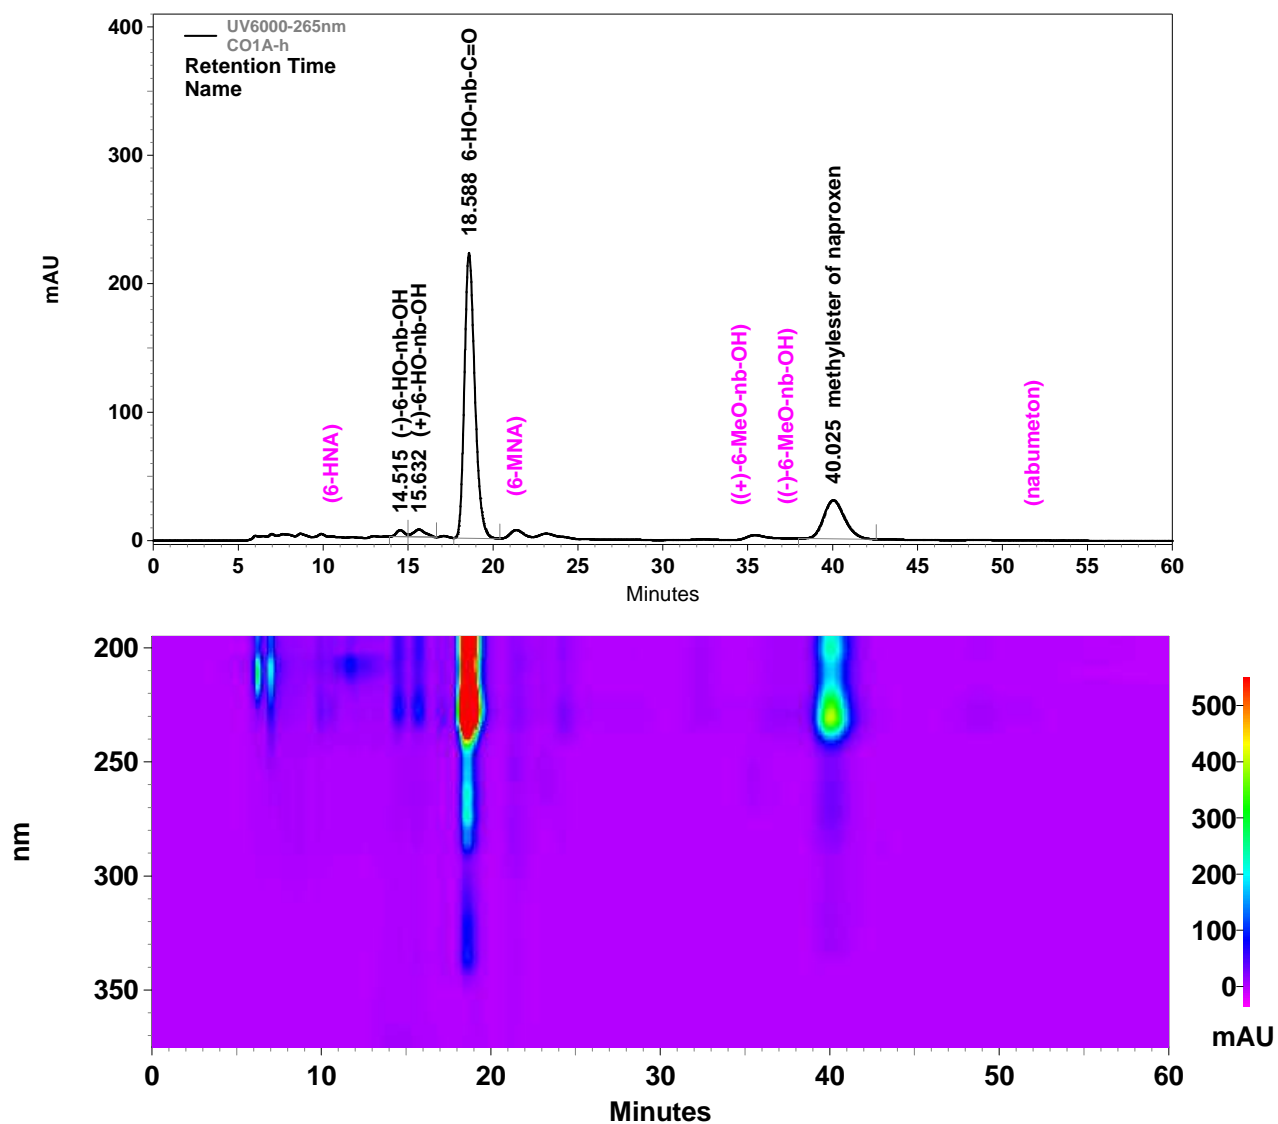 400
300
200
100
0
mAU
UV6000-265nm
CO1A-h
Retention Time
Name
(6-HNA)
14.515 (-)-6-HO-nb-OH
15.632 (+)-6-HO-nb-OH
18.588 6-HO-nb-C=O
(6-MNA)
((+)-6-MeO-nb-OH)
((-)-6-MeO-nb-OH)
40.025 methylester of naproxen
(nabumeton)
0 5 10 15 20 25 30 35 40 45 50 55 60
Minutes
200
250
300
350
nm
0 10 20 30 40 50 60
Minutes
500
400
300
200
100
0
mAU